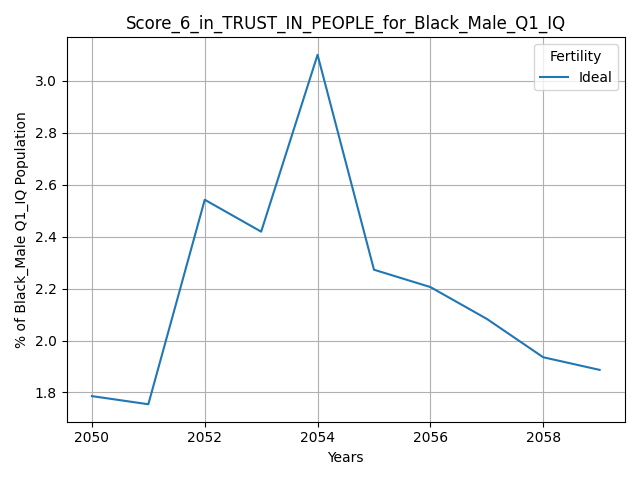 Score_6_in_TRUST_IN_PEOPLE_for_Black_Male_Q1_IQ
Fertility
Ideal
% of Black_Male Q1_IQ Population
3.0
2.8
2.6
2.4
2.2
2.0
1.8
2050
2052
2054
2056
2058
Years